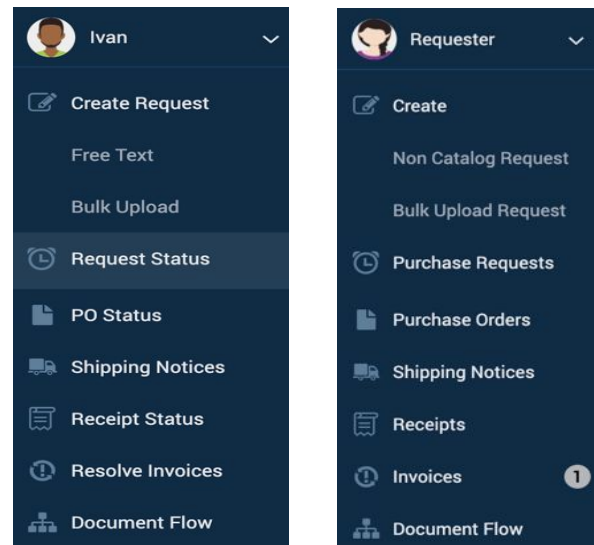 Ivan
Create Request
Free Text
Bulk Upload
Request Status
PO Status
Shipping Notices
Receipt Status
Resolve Invoices
Document Flow
Requester
Create
Non Catalog Request
Bulk Upload Request
Purchase Requests
Purchase Orders
Shipping Notices
Receipts
Invoices 1
Document Flow